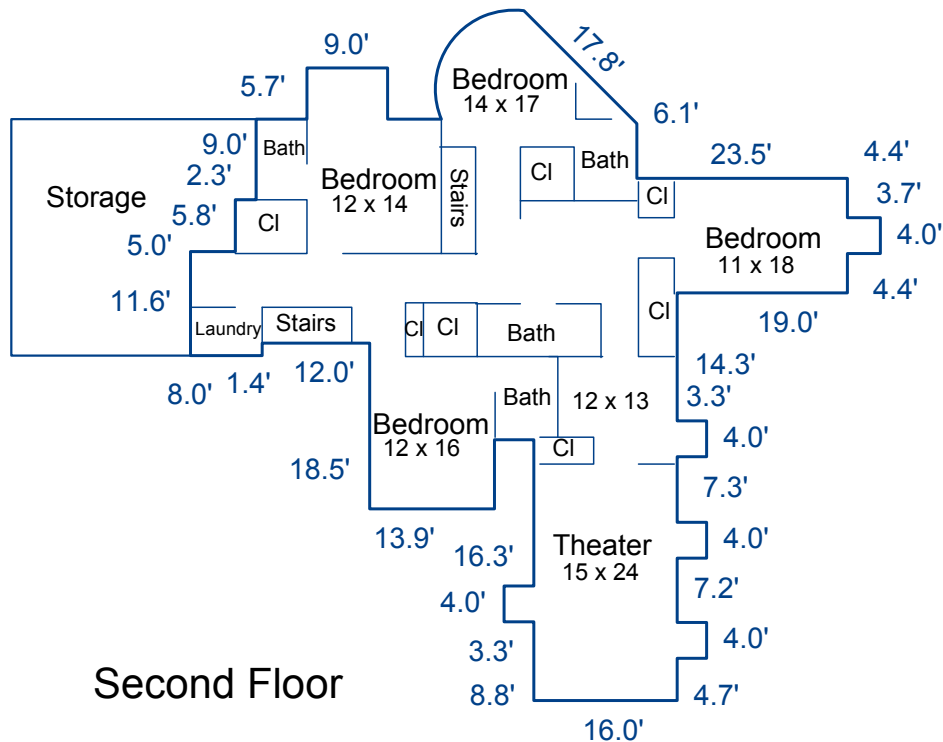 9.0'
17.8'
5.7'
Bedroom
14 x 17
6.1'
9.0'
Bath
23.5'
4.4'
2.3'
Bedroom
12 x 14
Stairs
Cl
Bath
3.7'
Storage
Cl
5.8'
Cl
4.0'
5.0'
Bedroom
11 x 18
4.4'
11.6'
Cl
19.0'
Laundry
Stairs
Cl
Cl
Bath
8.0'
1.4'
12.0'
14.3'
3.3'
Bedroom
12 x 16
Bath
12 x 13
4.0'
Cl
18.5'
7.3'
13.9'
16.3'
Theater
15 x 24
4.0'
7.2'
4.0'
4.0'
3.3'
Second Floor
8.8'
4.7'
16.0'